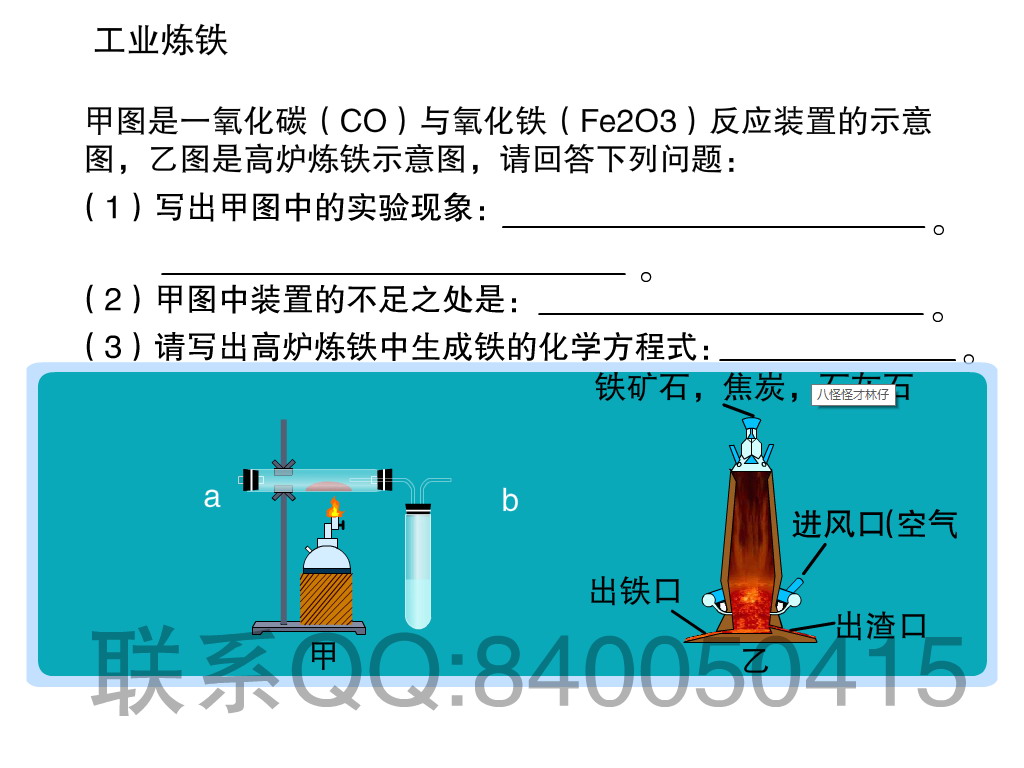 工业炼铁
甲图是一氧化碳（CO）与氧化铁（Fe2O3）反应装置的示意
图，乙图是高炉炼铁示意图，请回答下列问题：
（1）写出甲图中的实验现象：。
。
（2）甲图中装置的不足之处是：。
（3）请写出高炉炼铁中生成铁的化学方程式：。
铁矿石，焦炭，石灰石
八怪怪才林仔
a
b
进风口(空气
出铁口
出渣口
甲
乙
联系QQ:840050415